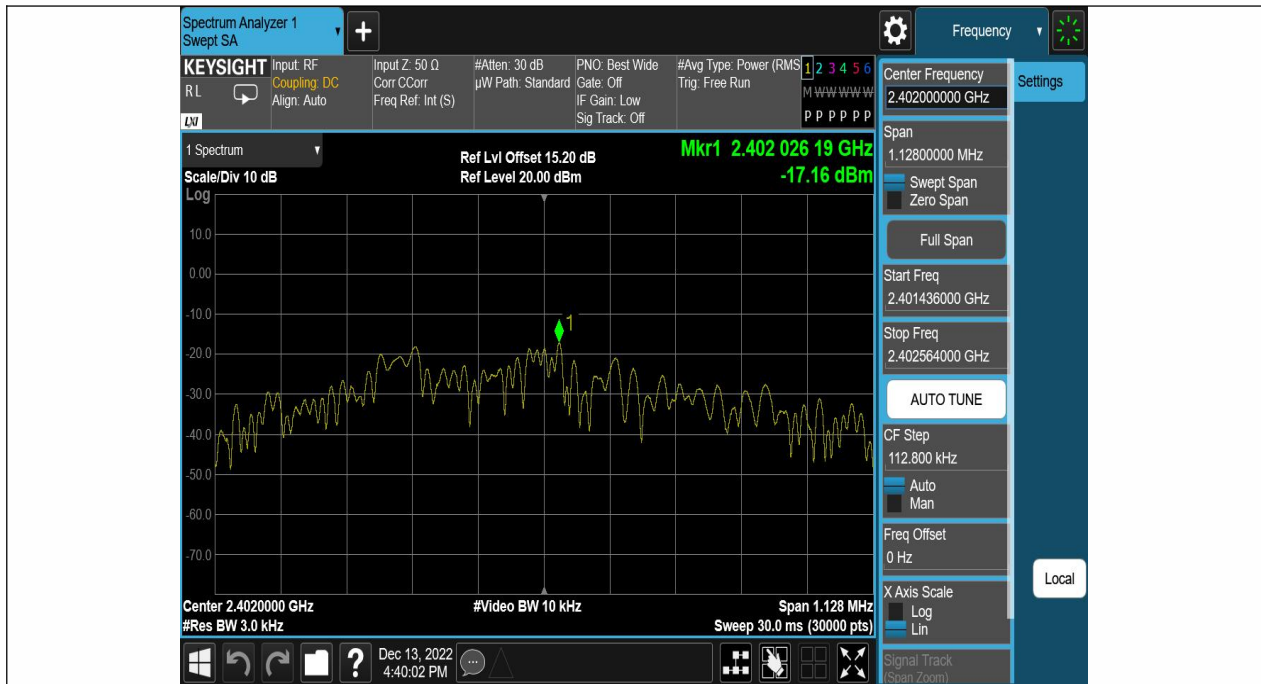 Spectrum Analyzer 1
Swept SA
+
Frequency
KEYSIGHT
R L
LXI
Input: RF
Coupling: DC
Align: Auto
Input Z: 50 Ω
Corr CCorr
Freq Ref: Int (S)
#Atten: 30 dB
µW Path: Standard
PNO: Best Wide
Gate: Off
IF Gain: Low
Sig Track: Off
#Avg Type: Power (RMS
Trig: Free Run
1 2 3 4 5 6
M W W W W W
P P P P P P
1 Spectrum
Scale/Div 10 dB
Log
Ref Lvl Offset 15.20 dB
Ref Level 20.00 dBm
Mkr1 2.402 026 19 GHz
-17.16 dBm
10.0
0.00
-10.0
1
-20.0
-30.0
-40.0
-50.0
-60.0
-70.0
Center 2.4020000 GHz
#Res BW 3.0 kHz
#Video BW 10 kHz
Span 1.128 MHz
Sweep 30.0 ms (30000 pts)
?
Dec 13, 2022
4:40:02 PM
Center Frequency
2.402000000 GHz
Span
1.12800000 MHz
Swept Span
Zero Span
Full Span
Start Freq
2.401436000 GHz
Stop Freq
2.402564000 GHz
AUTO TUNE
CF Step
112.800 kHz
Auto
Man
Freq Offset
0 Hz
X Axis Scale
Log
Lin
Signal Track
(Span Zoom)
Settings
Local